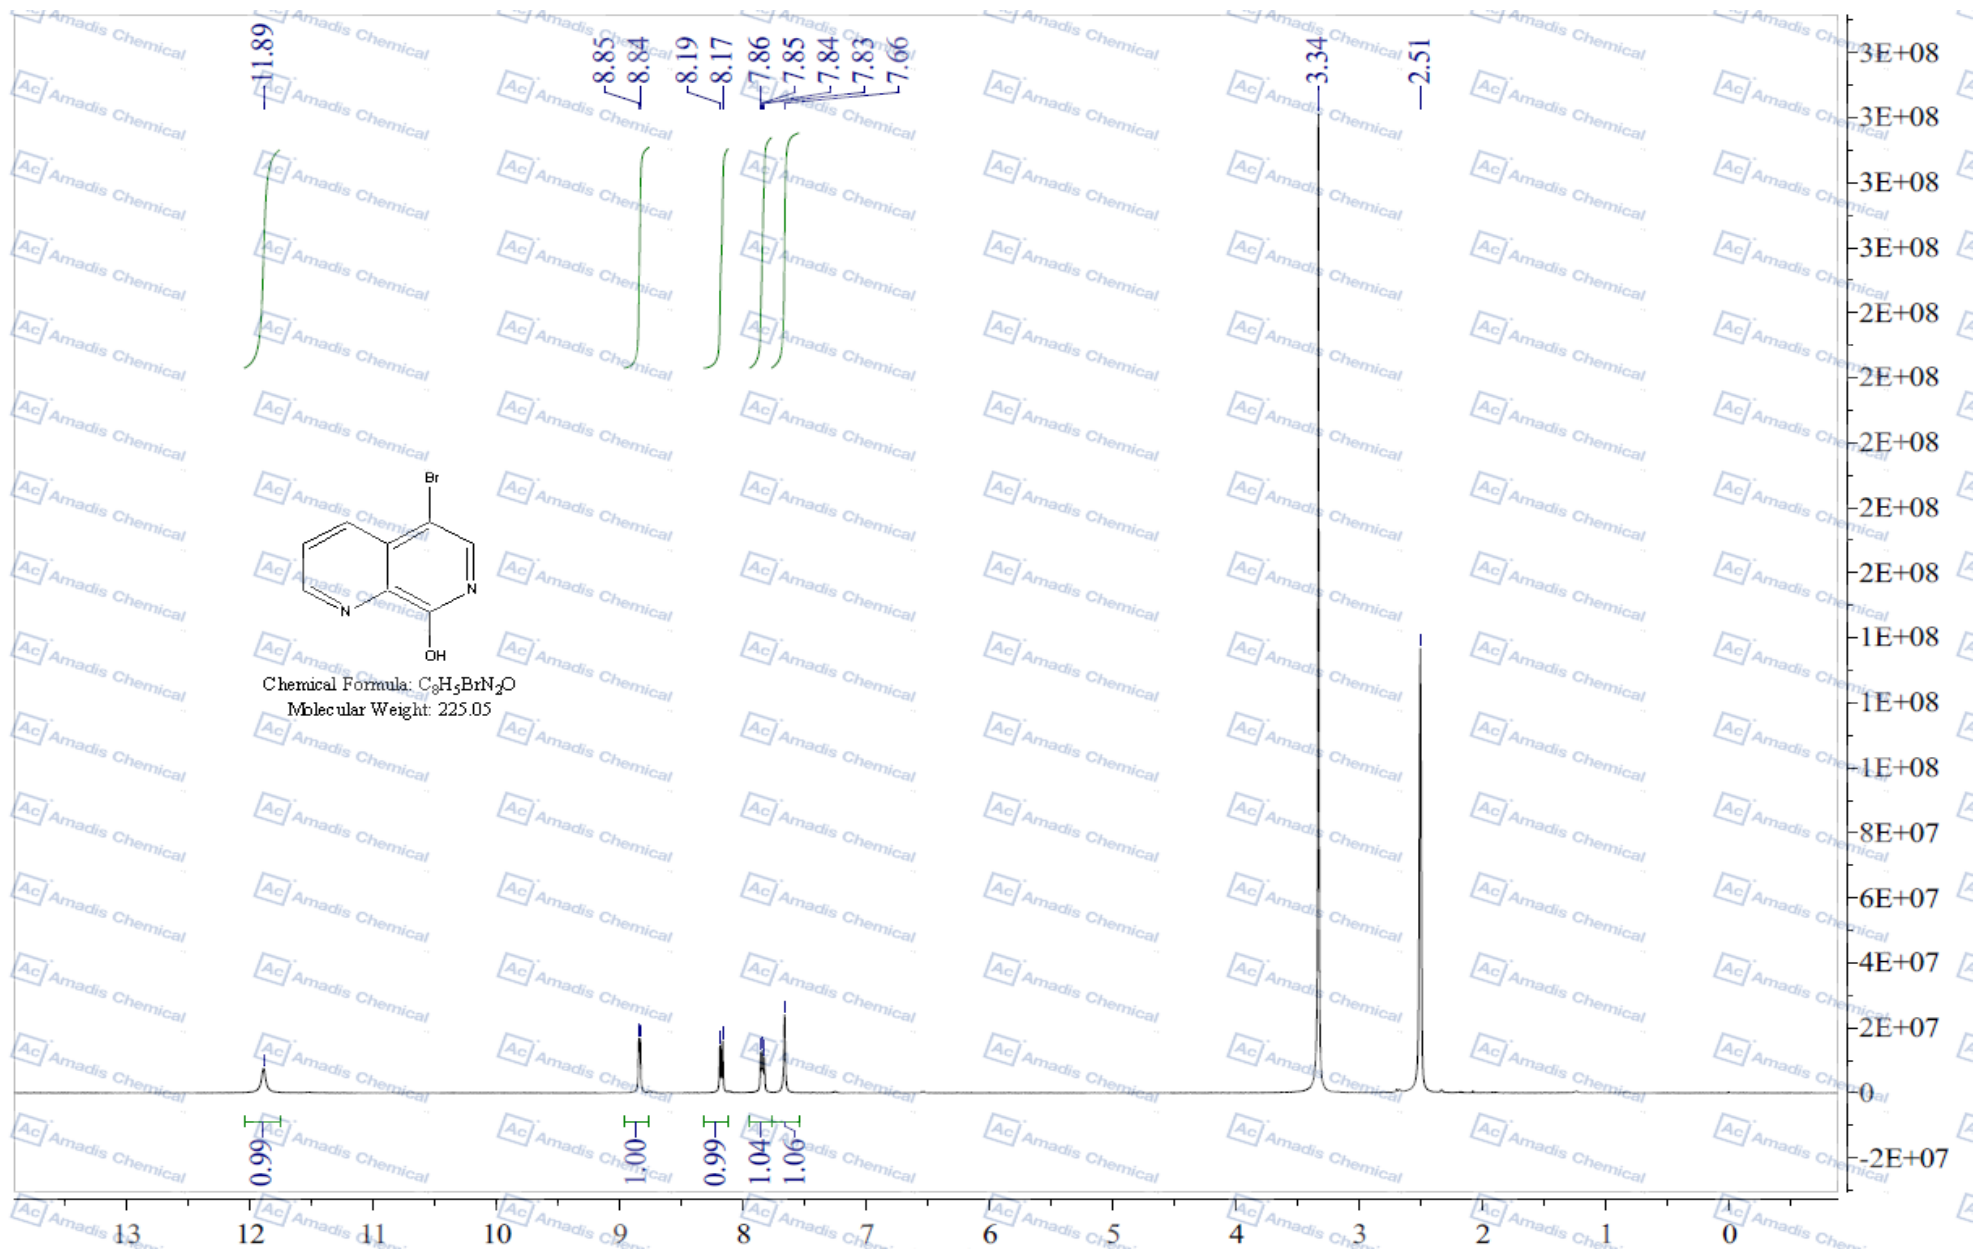 11.89
8.85
8.84
8.19
8.17
7.86
7.85
7.84
7.83
7.66
3.34
2.51
3E+08
3E+08
3E+08
3E+08
2E+08
2E+08
2E+08
2E+08
2E+08
1E+08
1E+08
1E+08
8E+07
6E+07
4E+07
2E+07
0
-2E+07
Br
N
N
OH
Chemical Formula: C₈H₅BrN₂O
Molecular Weight: 225.05
0.99
1.00
0.99
1.04
1.06
13 12 11 10 9 8 7 6 5 4 3 2 1 0
Ac Amadis Chemical